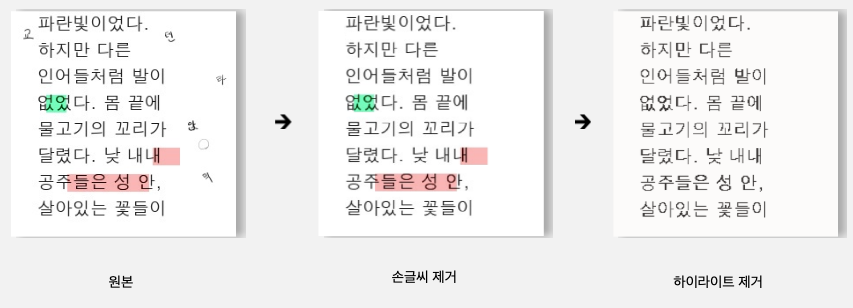 파란빛이었다.
하지만 다른
인어들처럼 발이
없었다. 몸 끝에
물고기의 꼬리가
달렸다. 낮 내내
공주들은 성 안,
살아있는 꽃들이
원본
파란빛이었다.
하지만 다른
인어들처럼 발이
없었다. 몸 끝에
물고기의 꼬리가
달렸다. 낮 내내
공주들은 성 안,
살아있는 꽃들이
손글씨 제거
파란빛이었다.
하지만 다른
인어들처럼 발이
없었다. 몸 끝에
물고기의 꼬리가
달렸다. 낮 내내
공주들은 성 안,
살아있는 꽃들이
하이라이트 제거